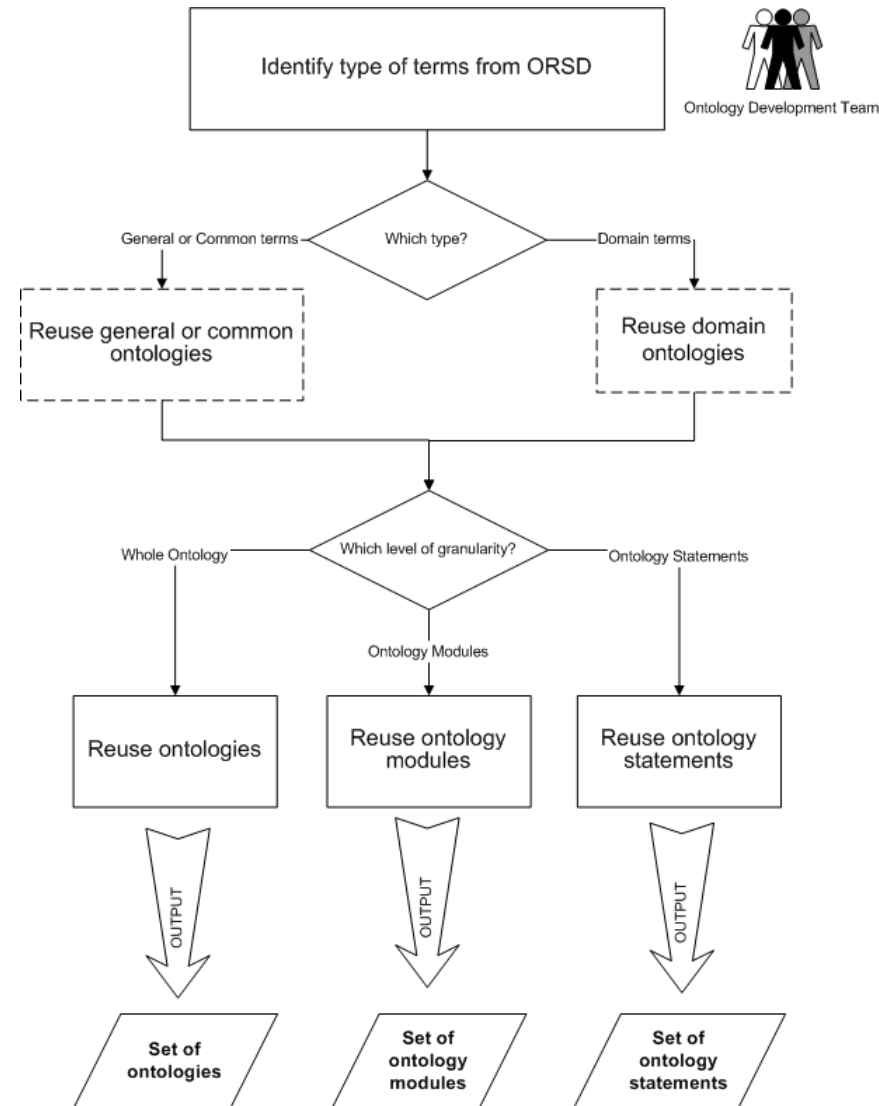 Identify type of terms from ORSD
Ontology Development Team
Which type?
General or Common terms
Domain terms
Reuse general or common
ontologies
Reuse domain
ontologies
Which level of granularity?
Whole Ontology
Ontology Statements
Ontology Modules
Reuse ontologies
Reuse ontology
modules
Reuse ontology
statements
OUTPUT
OUTPUT
OUTPUT
Set of
ontologies
Set of
ontology
modules
Set of
ontology
statements